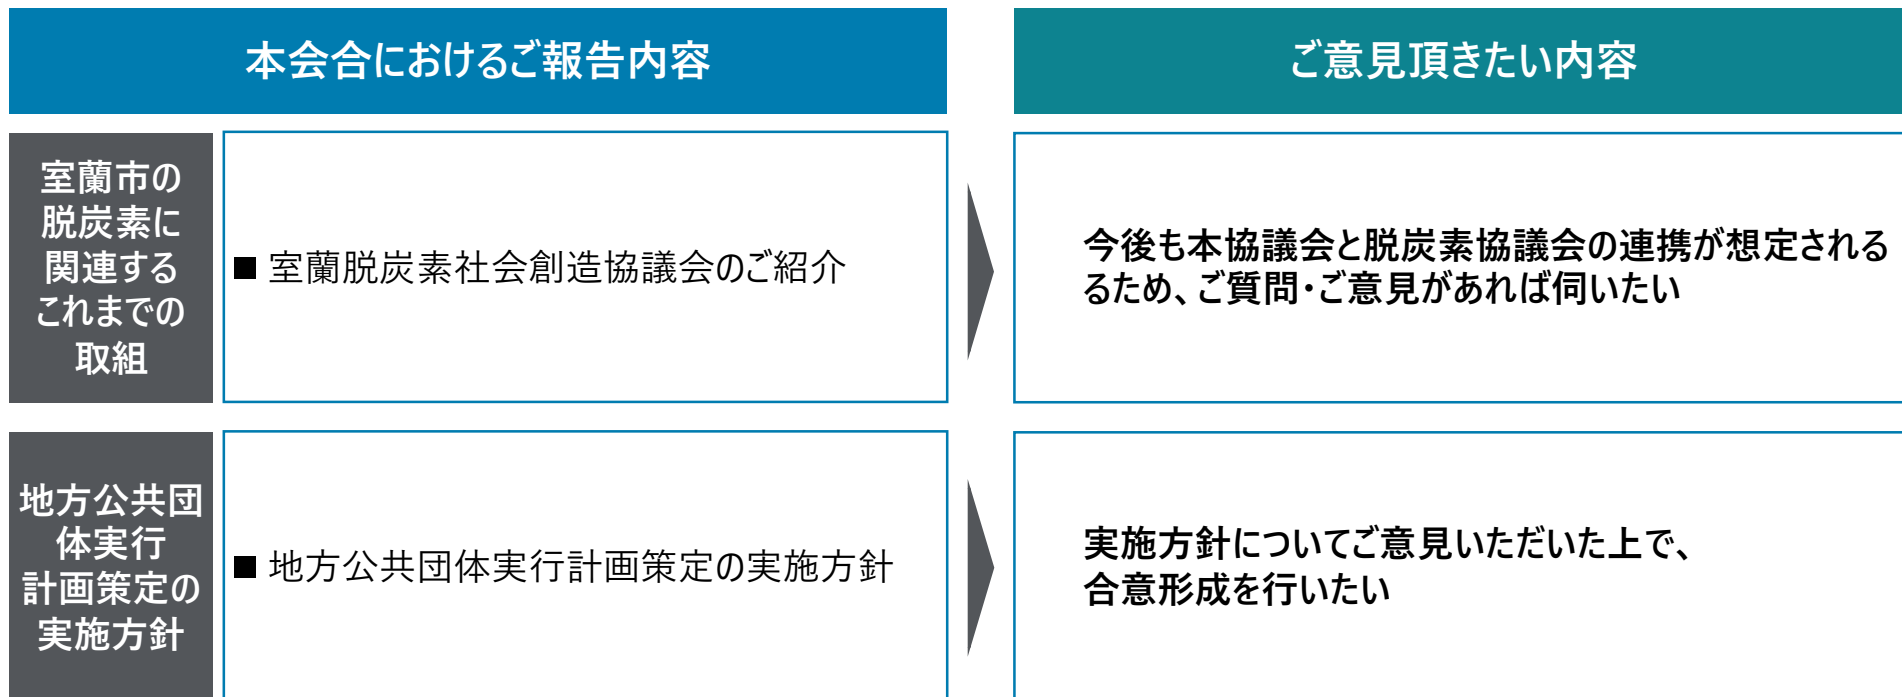 本会合におけるご報告内容
ご意見頂きたい内容
室蘭市の
脱炭素に
関連する
これまでの
取組
■ 室蘭脱炭素社会創造協議会のご紹介
今後も本協議会と脱炭素協議会の連携が想定される
るため、ご質問・ご意見があれば伺いたい
地方公共団
体実行
計画策定の
実施方針
■ 地方公共団体実行計画策定の実施方針
実施方針についてご意見いただいた上で、
合意形成を行いたい